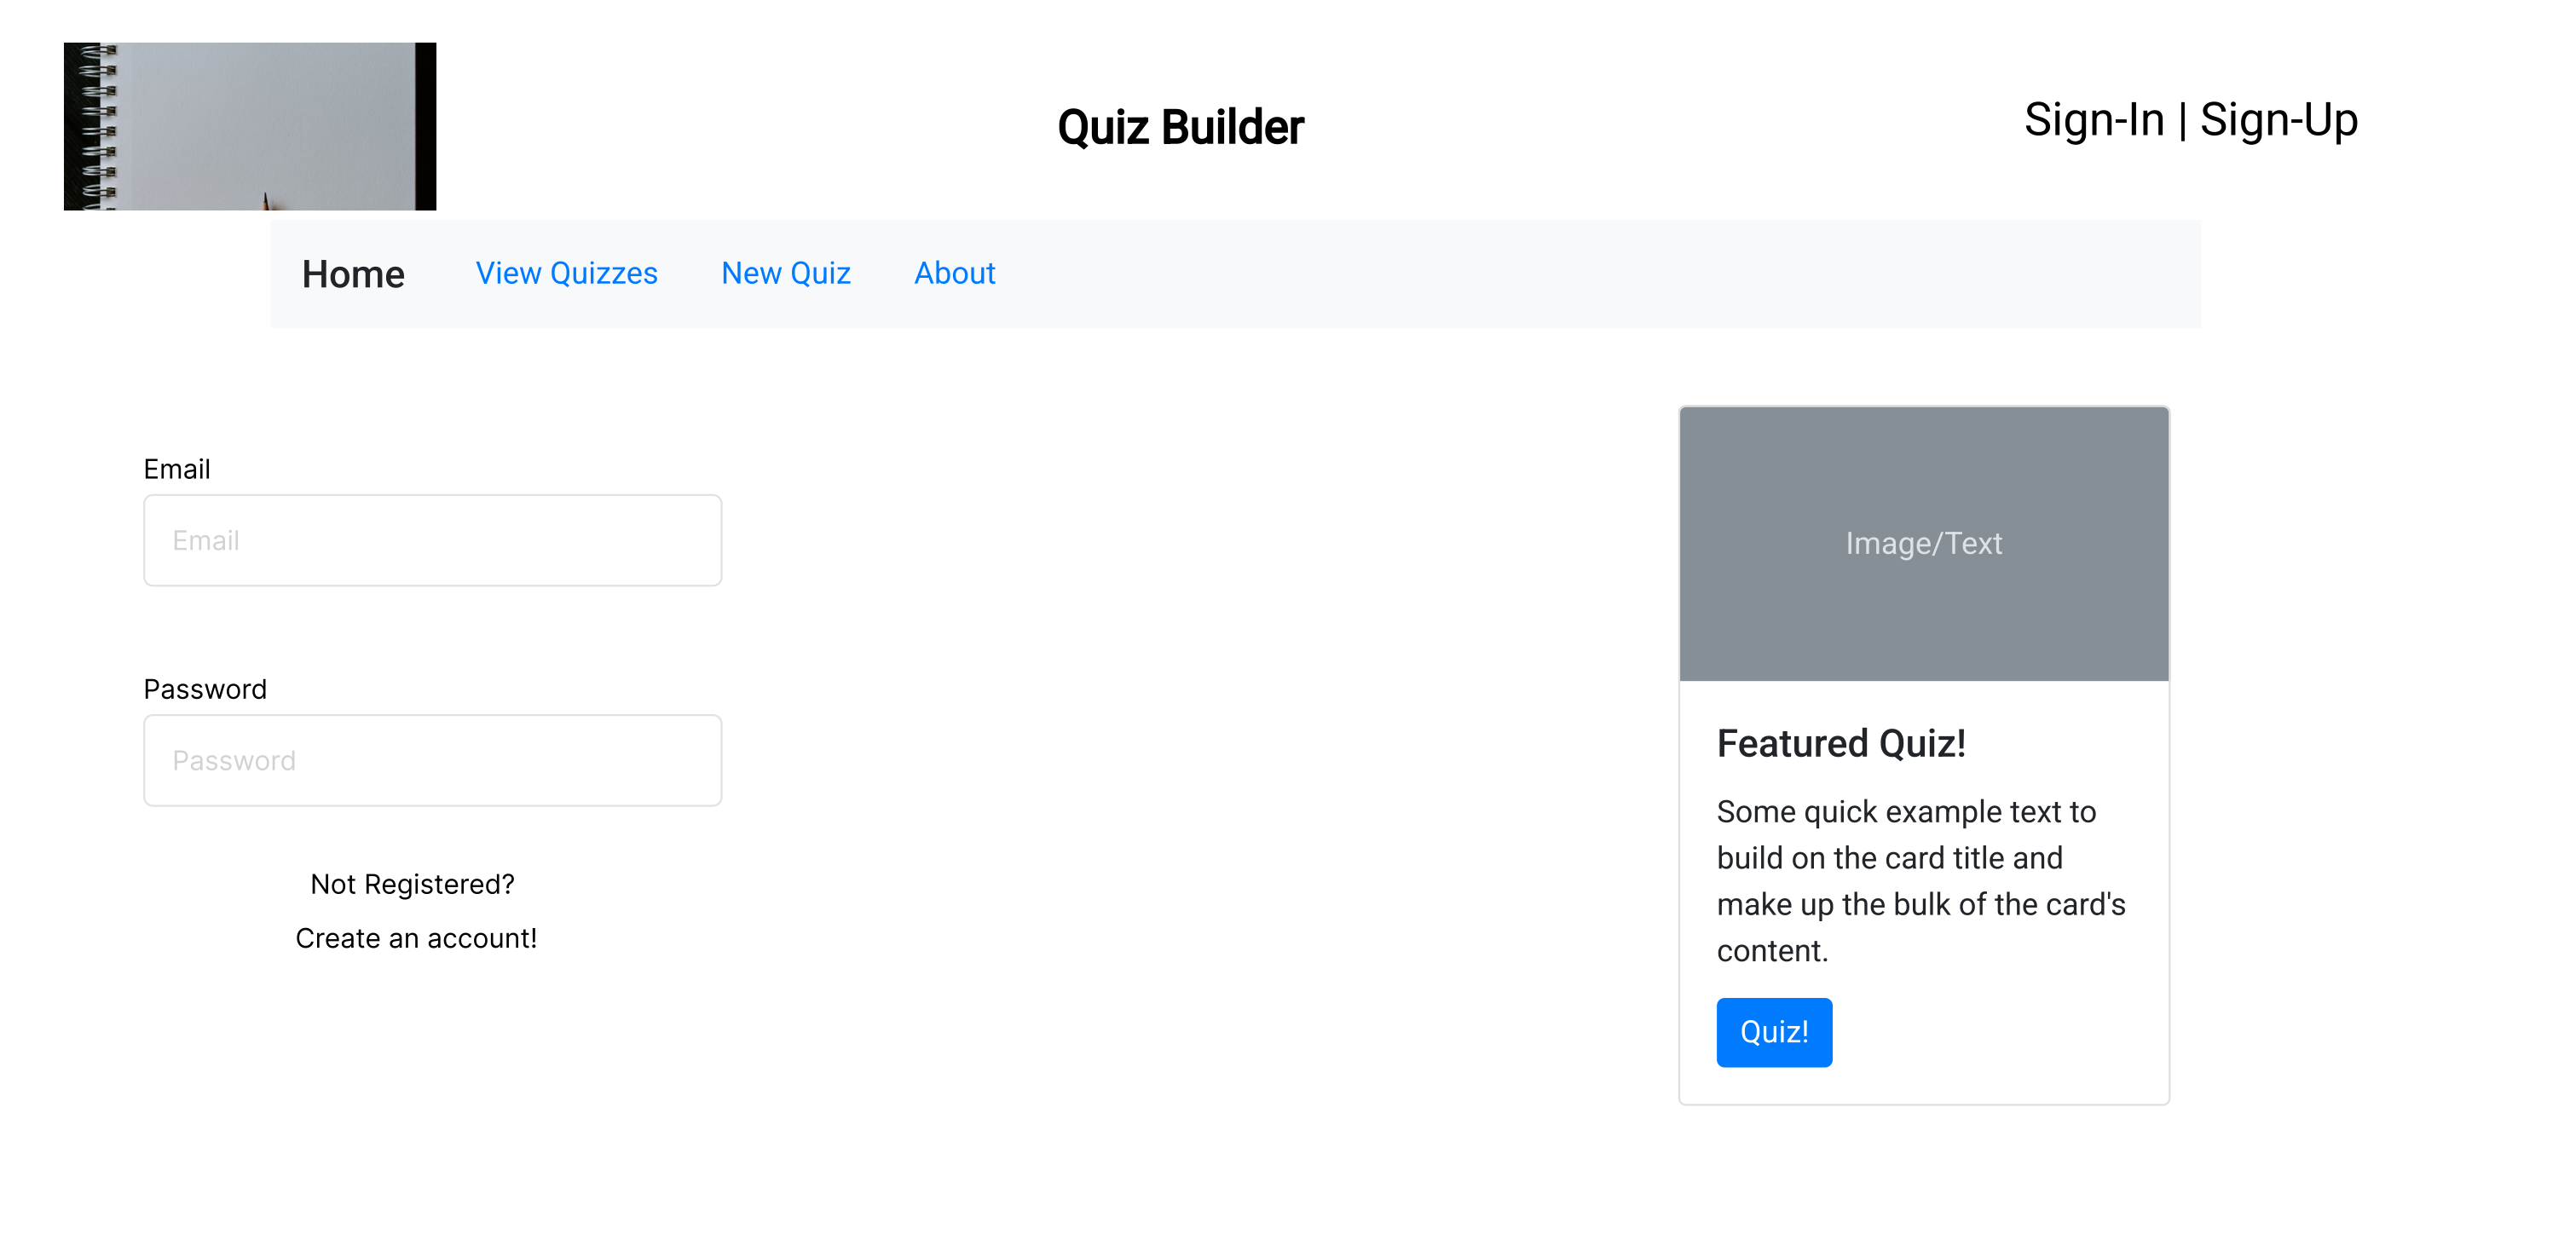 Quiz Builder
Sign-In | Sign-Up
Home View Quizzes New Quiz About
Email
Email
Password
Password
Not Registered?
Create an account!
Image/Text
Featured Quiz!
Some quick example text to
build on the card title and
make up the bulk of the card's
content.
Quiz!